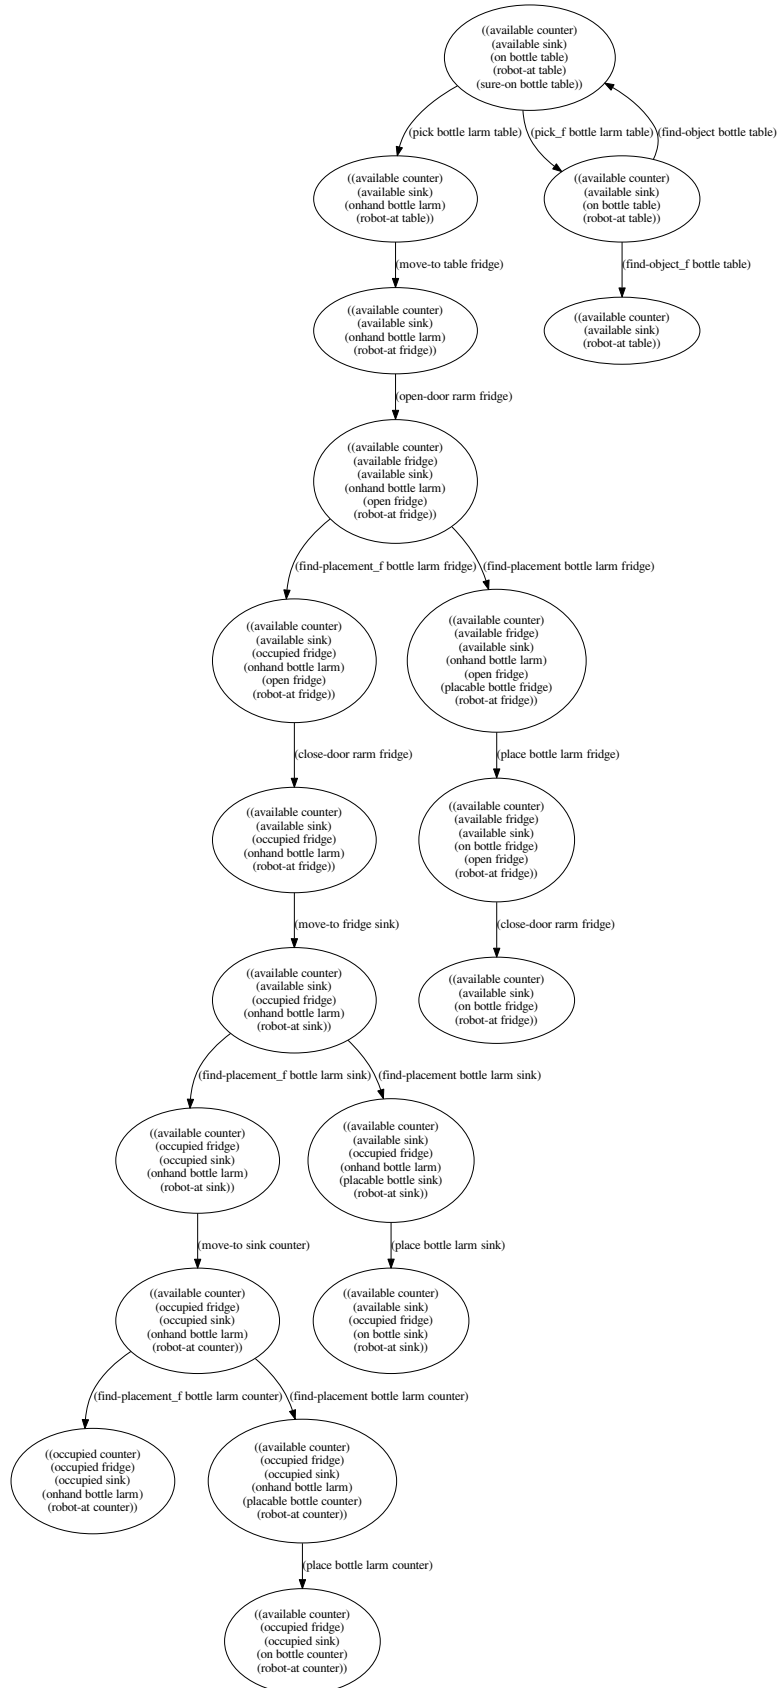 ((available counter)
(available sink)
(on bottle table)
(robot-at table)
(sure-on bottle table))
(pick bottle larm table)
(pick_f bottle larm table)
(find-object bottle table)
((available counter)
(available sink)
(onhand bottle larm)
(robot-at table))
((available counter)
(available sink)
(on bottle table)
(robot-at table))
(move-to table fridge)
(find-object_f bottle table)
((available counter)
(available sink)
(onhand bottle larm)
(robot-at fridge))
((available counter)
(available sink)
(robot-at table))
(open-door rarm fridge)
((available counter)
(available fridge)
(available sink)
(onhand bottle larm)
(open fridge)
(robot-at fridge))
(find-placement_f bottle larm fridge)
(find-placement bottle larm fridge)
((available counter)
(available sink)
(occupied fridge)
(onhand bottle larm)
(open fridge)
(robot-at fridge))
((available counter)
(available fridge)
(available sink)
(onhand bottle larm)
(open fridge)
(placable bottle fridge)
(robot-at fridge))
(close-door rarm fridge)
(place bottle larm fridge)
((available counter)
(available sink)
(occupied fridge)
(onhand bottle larm)
(robot-at fridge))
((available counter)
(available fridge)
(available sink)
(on bottle fridge)
(open fridge)
(robot-at fridge))
(move-to fridge sink)
(close-door rarm fridge)
((available counter)
(available sink)
(occupied fridge)
(onhand bottle larm)
(robot-at sink))
((available counter)
(available sink)
(on bottle fridge)
(robot-at fridge))
(find-placement_f bottle larm sink)
(find-placement bottle larm sink)
((available counter)
(occupied fridge)
(occupied sink)
(onhand bottle larm)
(robot-at sink))
((available counter)
(available sink)
(occupied fridge)
(onhand bottle larm)
(placable bottle sink)
(robot-at sink))
(move-to sink counter)
(place bottle larm sink)
((available counter)
(occupied fridge)
(occupied sink)
(onhand bottle larm)
(robot-at counter))
((available counter)
(available sink)
(occupied fridge)
(on bottle sink)
(robot-at sink))
(find-placement_f bottle larm counter)
(find-placement bottle larm counter)
((occupied counter)
(occupied fridge)
(occupied sink)
(onhand bottle larm)
(robot-at counter))
((available counter)
(occupied fridge)
(occupied sink)
(onhand bottle larm)
(placable bottle counter)
(robot-at counter))
(place bottle larm counter)
((available counter)
(occupied fridge)
(occupied sink)
(on bottle counter)
(robot-at counter))